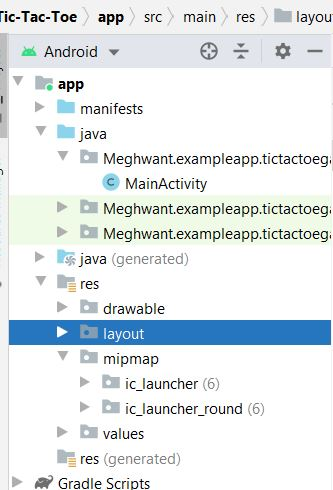 Tic-Tac-Toe app src main res layou
Android
app
manifests
java
Meghwant.exampleapp.tictactoega
C MainActivity
Meghwant.exampleapp.tictactoega
Meghwant.exampleapp.tictactoega
java (generated)
res
drawable
layout
mipmap
ic_launcher (6)
ic_launcher_round (6)
values
res (generated)
Gradle Scripts